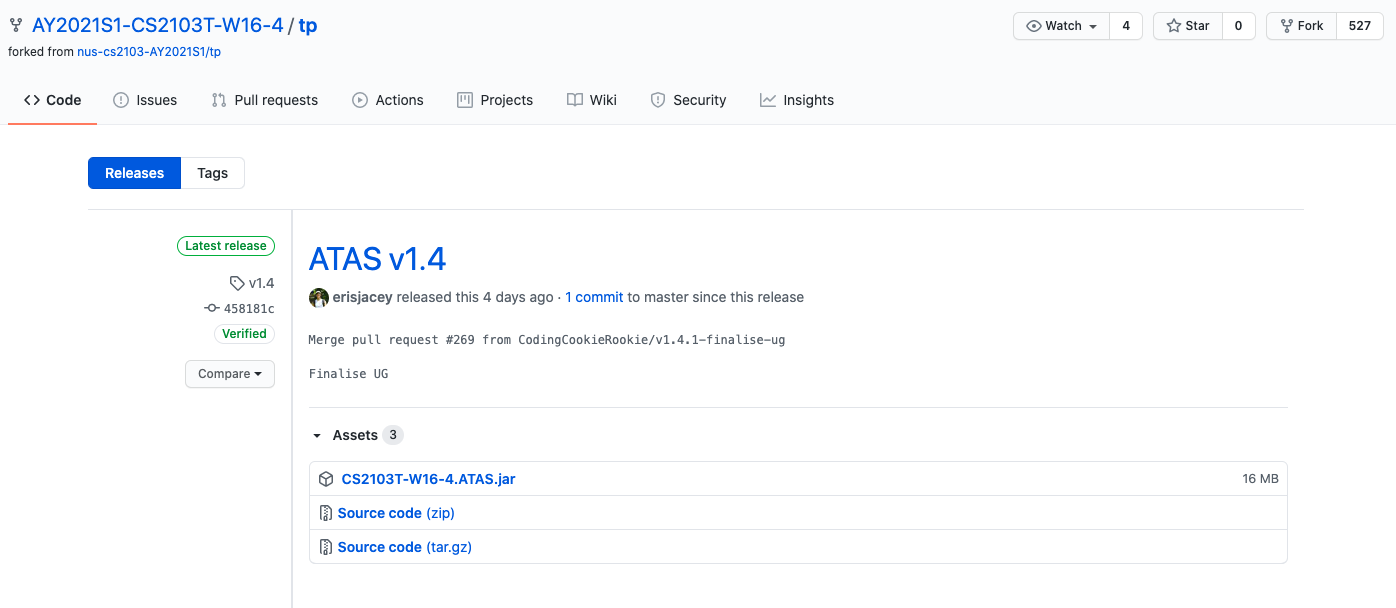 AY2021S1-CS2103T-W16-4 / tp
Watch 4 Star 0 Fork 527
forked from nus-cs2103-AY2021S1/tp
Code Issues Pull requests Actions Projects Wiki Security Insights
Releases Tags
Latest release
ATAS v1.4
v1.4
erisjacey released this 4 days ago · 1 commit to master since this release
458181c
Verified
Merge pull request #269 from CodingCookieRookie/v1.4.1-finalise-ug
Compare
Finalise UG
Assets 3
CS2103T-W16-4.ATAS.jar 16 MB
Source code (zip)
Source code (tar.gz)